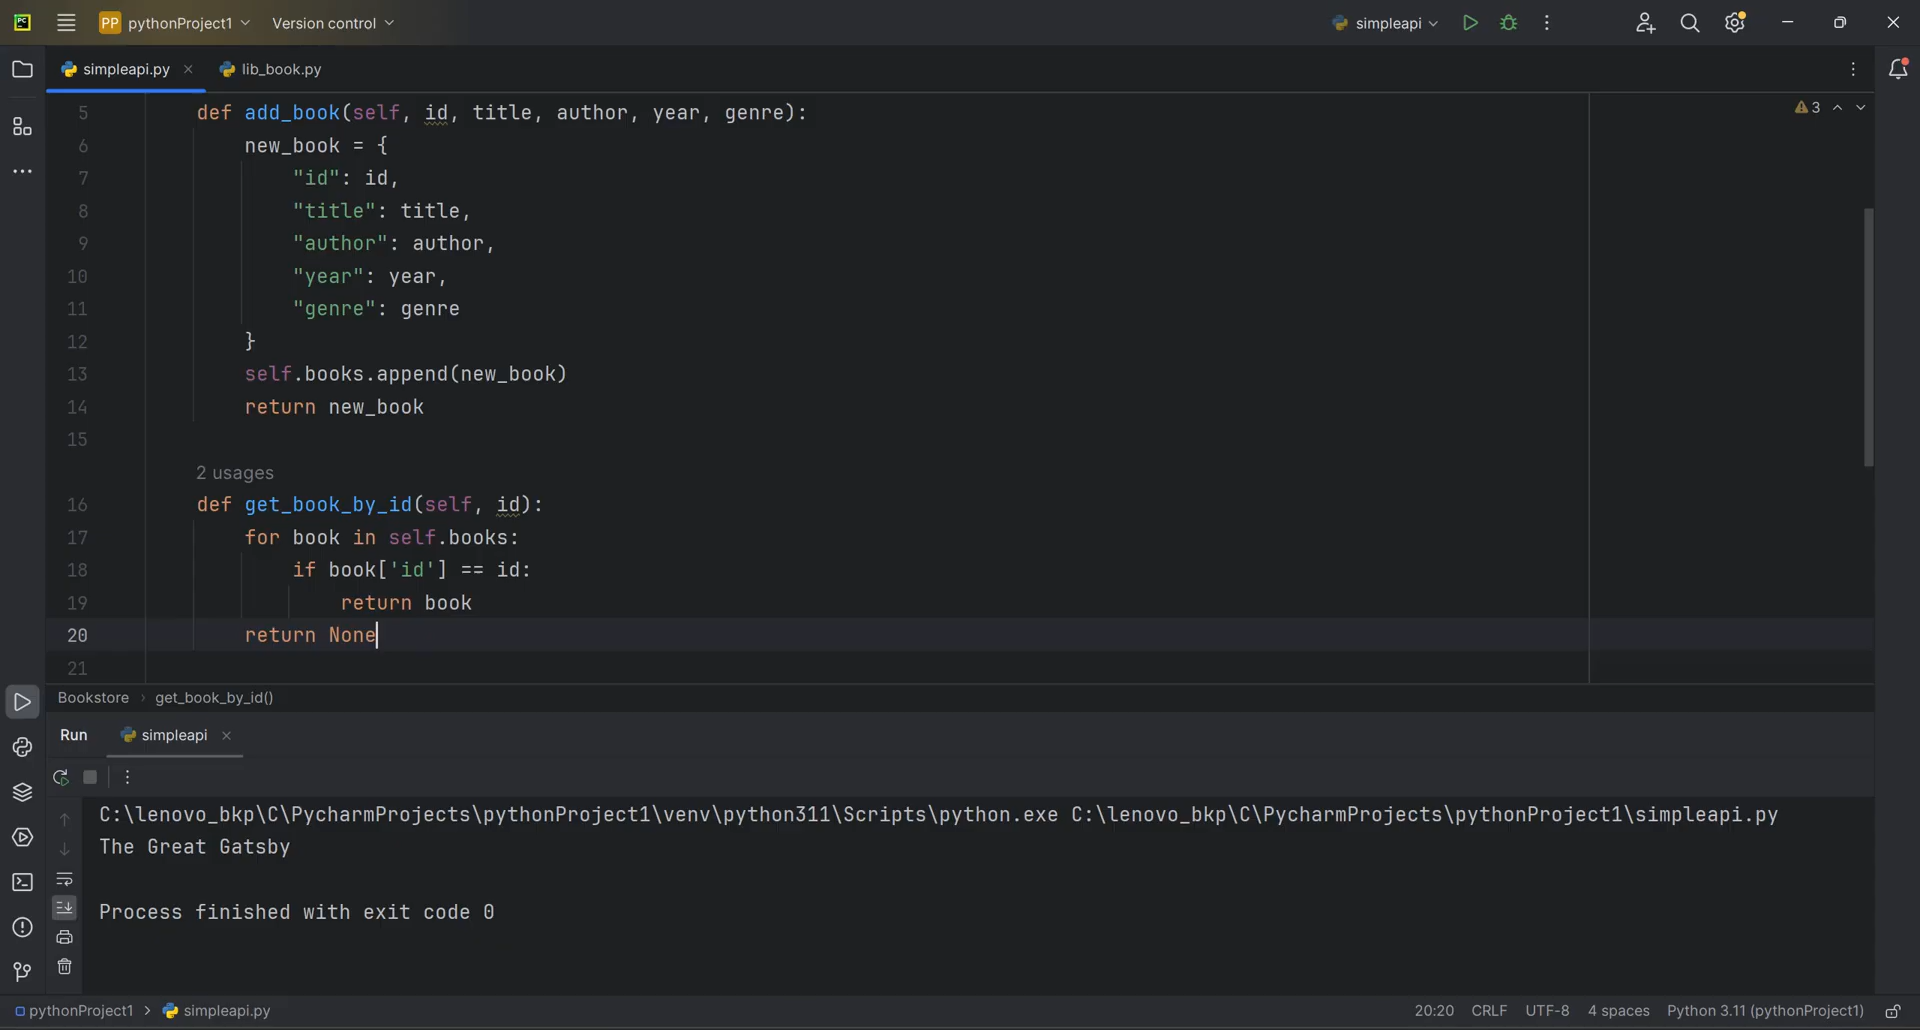 PC PP pythonProject1 Version control simpleapi
simpleapi.py lib_book.py
5 def add_book(self, id, title, author, year, genre): 3
6 new_book = {
7 "id": id,
8 "title": title,
9 "author": author,
10 "year": year,
11 "genre": genre
12 }
13 self.books.append(new_book)
14 return new_book
15
2 usages
16 def get_book_by_id(self, id):
17 for book in self.books:
18 if book['id'] == id:
19 return book
20 return None
21
Bookstore › get_book_by_id()
Run simpleapi
C:\lenovo_bkp\C\PycharmProjects\pythonProject1\venv\python311\Scripts\python.exe C:\lenovo_bkp\C\PycharmProjects\pythonProject1\simpleapi.py
The Great Gatsby
Process finished with exit code 0
pythonProject1 > simpleapi.py 20:20 CRLF UTF-8 4 spaces Python 3.11 (pythonProject1)